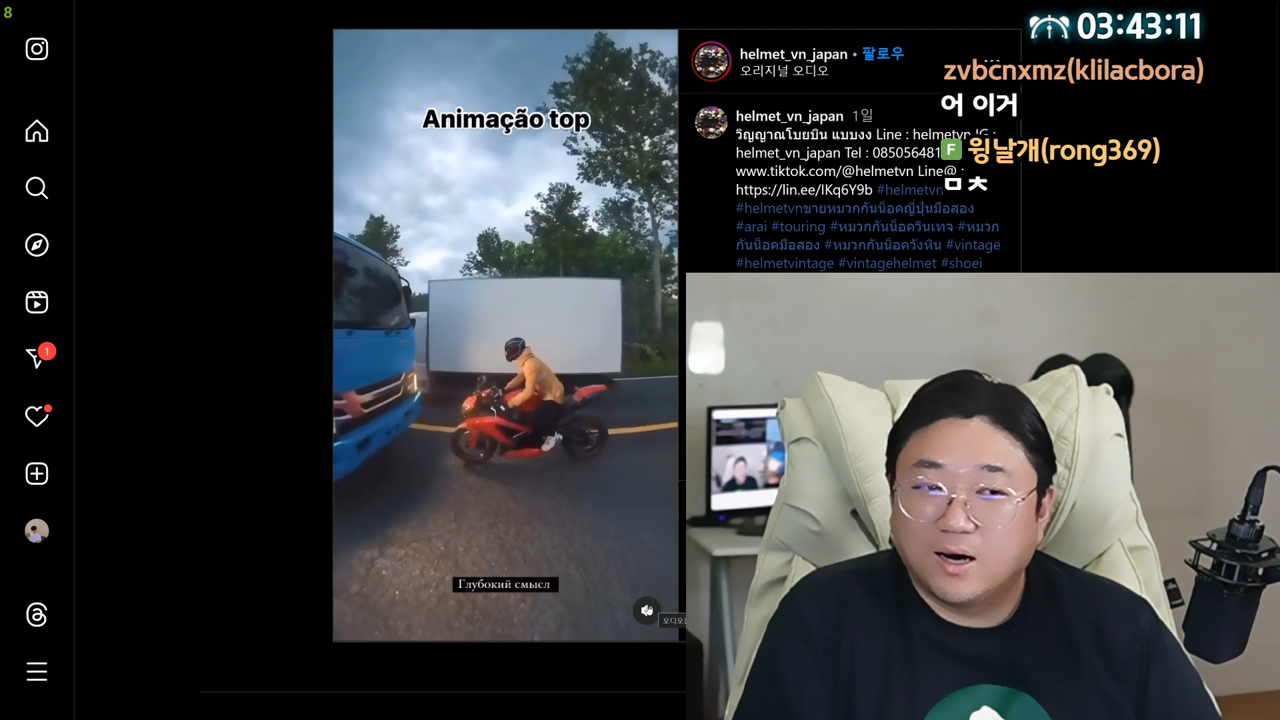 8
Animação top
Глубокий смысл
helmet_vn_japan • 팔로우
오리지널 오디오
helmet_vn_japan 1일
วิญญาณโบยบิน แบบงง Line : helmetvn IG :
helmet_vn_japan Tel : 08505648
www.tiktok.com/@helmetvn Line@ :
https://lin.ee/IKq6Y9b #helmetvn
#helmetvnขายหมวกกันน็อคญี่ปุ่นมือสอง
#arai #touring #หมวกกันน็อควินเทจ #หมวก
กันน็อคมือสอง #หมวกกันน็อควังหิน #vintage
#helmetvintage #vintagehelmet #shoei
03:43:11
zvbcnxmz(klilacbora)
어 이거
F 윙날개(rong369)
1